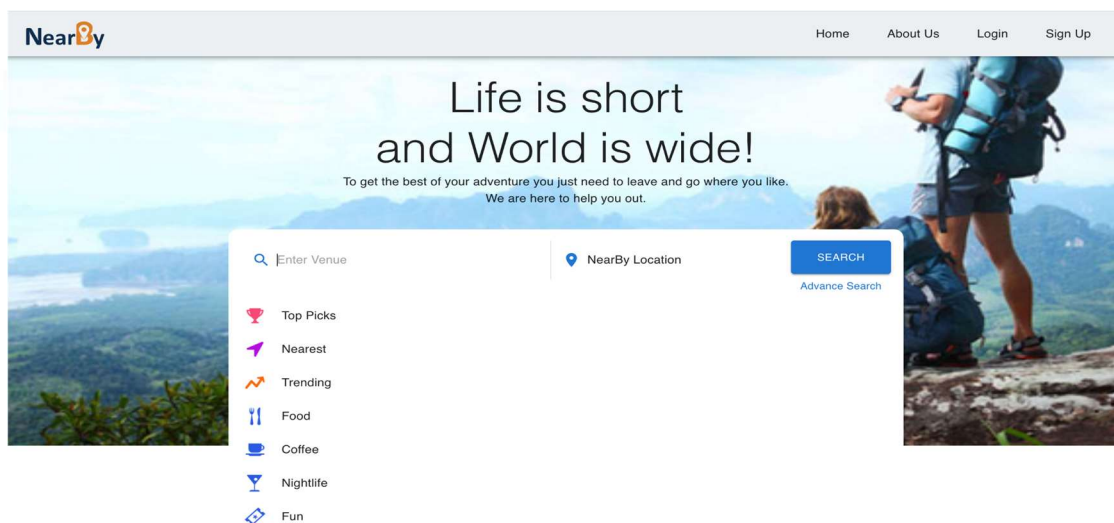 NearBy
Home About Us Login Sign Up
Life is short
and World is wide!
To get the best of your adventure you just need to leave and go where you like.
We are here to help you out.
Enter Venue
NearBy Location
SEARCH
Advance Search
Top Picks
Nearest
Trending
Food
Coffee
Nightlife
Fun